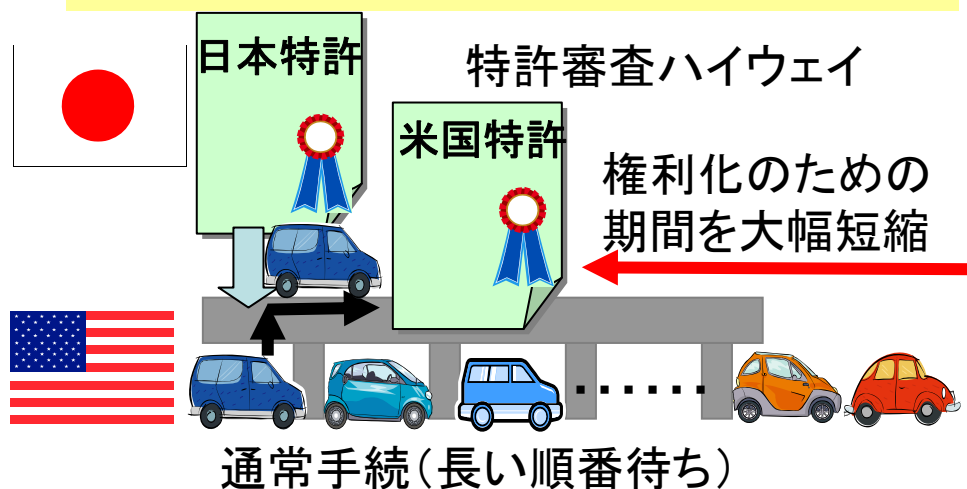 日本特許
特許審査ハイウェイ
米国特許
権利化のための
期間を大幅短縮
・・・・・・
通常手続(長い順番待ち)